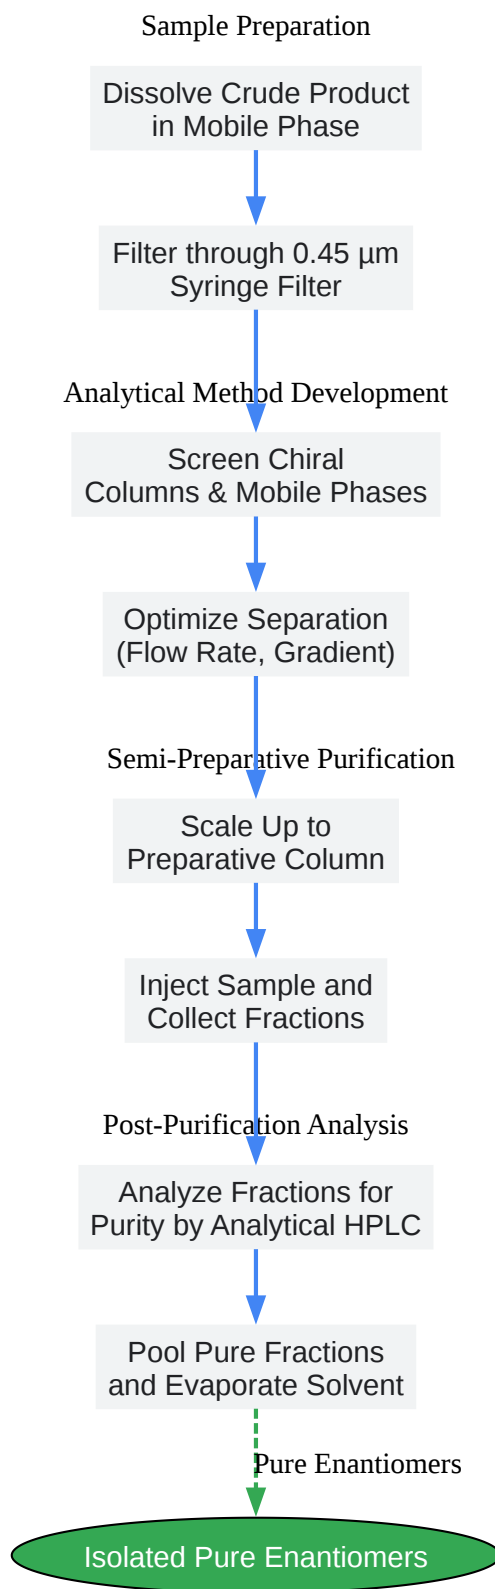 Sample Preparation
Dissolve Crude Product
in Mobile Phase
Filter through 0.45 µm
Syringe Filter
Analytical Method Development
Screen Chiral
Columns & Mobile Phases
Optimize Separation
(Flow Rate, Gradient)
Semi-Preparative Purification
Scale Up to
Preparative Column
Inject Sample and
Collect Fractions
Post-Purification Analysis
Analyze Fractions for
Purity by Analytical HPLC
Pool Pure Fractions
and Evaporate Solvent
Pure Enantiomers
Isolated Pure Enantiomers